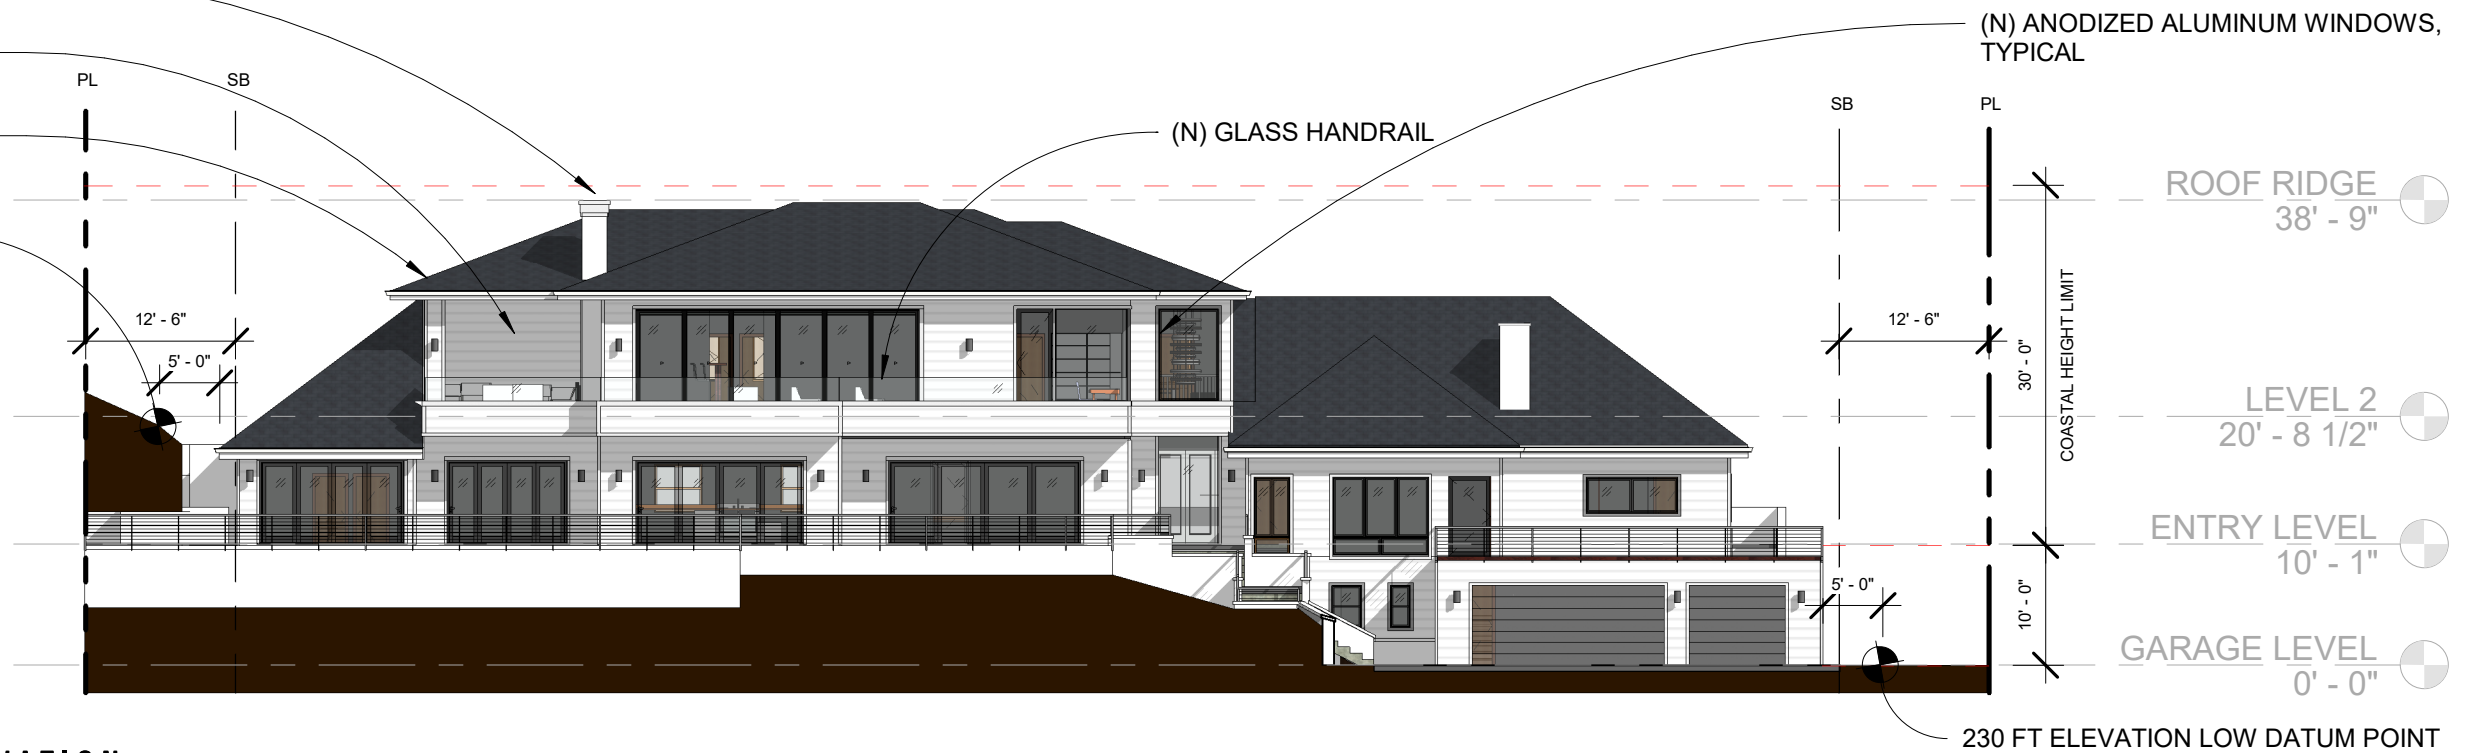 (N) ANODIZED ALUMINUM WINDOWS,
TYPICAL
PL
SB
SB
PL
(N) GLASS HANDRAIL
ROOF RIDGE
38' - 9"
12' - 6"
5' - 0"
12' - 6"
30' - 0"
COASTAL HEIGHT LIMIT
LEVEL 2
20' - 8 1/2"
ENTRY LEVEL
10' - 1"
5' - 0"
10' - 0"
GARAGE LEVEL
0' - 0"
230 FT ELEVATION LOW DATUM POINT